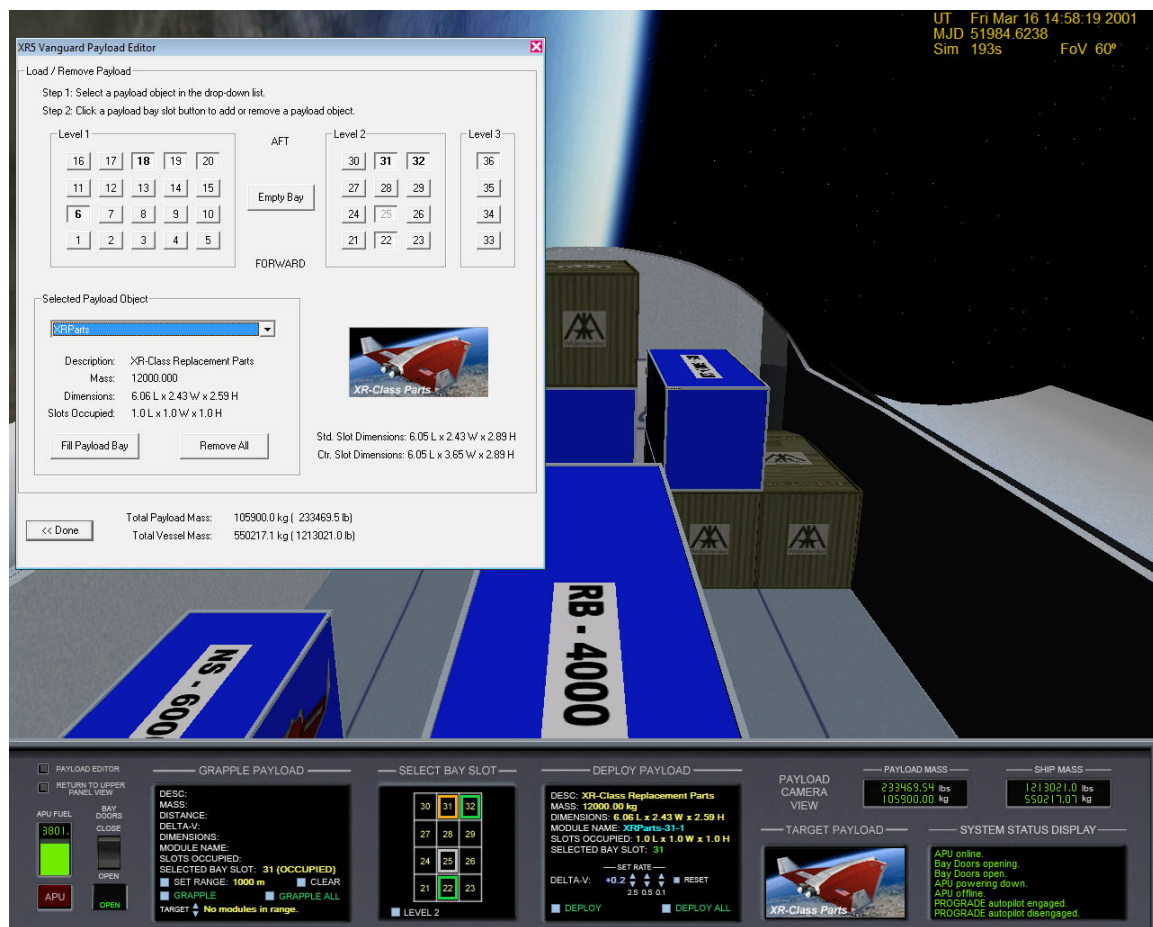 UT Fri Mar 16 14:58:19 2001
MJD 51984.6238
Sim 193s FoV 60º
XR5 Vanguard Payload Editor
Load / Remove Payload
Step 1: Select a payload object in the drop-down list.
Step 2: Click a payload bay slot button to add or remove a payload object.
Level 1 AFT Level 2 Level 3
16 17 18 19 20 30 31 32 36
11 12 13 14 15 Empty Bay 27 28 29 35
6 7 8 9 10 24 25 26 34
1 2 3 4 5 21 22 23 33
FORWARD
Selected Payload Object
XRParts
Description: XR-Class Replacement Parts
Mass: 12000.000
Dimensions: 6.06 L x 2.43 W x 2.59 H
Slots Occupied: 1.0 L x 1.0 W x 1.0 H
Fill Payload Bay Remove All
XR-Class Parts
Std. Slot Dimensions: 6.05 L x 2.43 W x 2.89 H
Ctr. Slot Dimensions: 6.05 L x 3.65 W x 2.89 H
<< Done
Total Payload Mass: 105900.0 kg ( 233469.5 lb)
Total Vessel Mass: 550217.1 kg ( 1213021.0 lb)
NS - 600
RB - 4000
PAYLOAD EDITOR
RETURN TO UPPER
PANEL VIEW
APU FUEL
3801.
APU
BAY
DOORS
CLOSE
OPEN
OPEN
GRAPPLE PAYLOAD
DESC:
MASS:
DISTANCE:
DELTA-V:
DIMENSIONS:
MODULE NAME:
SLOTS OCCUPIED:
SELECTED BAY SLOT: 31 (OCCUPIED)
SET RANGE: 1000 m CLEAR
GRAPPLE GRAPPLE ALL
TARGET No modules in range.
SELECT BAY SLOT
30 31 32
27 28 29
24 25 26
21 22 23
LEVEL 2
DEPLOY PAYLOAD
DESC: XR-Class Replacement Parts
MASS: 12000.00 kg
DIMENSIONS: 6.06 L x 2.43 W x 2.59 H
MODULE NAME: XRParts-31-1
SLOTS OCCUPIED: 1.0 L x 1.0 W x 1.0 H
SELECTED BAY SLOT: 31
SET RATE
DELTA-V: +0.2 RESET
2.5 0.5 0.1
DEPLOY DEPLOY ALL
PAYLOAD
CAMERA
VIEW
PAYLOAD MASS
233469.54 lbs
105900.00 kg
SHIP MASS
1213021.0 lbs
550217.07 kg
TARGET PAYLOAD
XR-Class Parts
SYSTEM STATUS DISPLAY
APU online.
Bay Doors opening.
Bay Doors open.
APU powering down.
APU offline.
PROGRADE autopilot engaged.
PROGRADE autopilot disengaged.